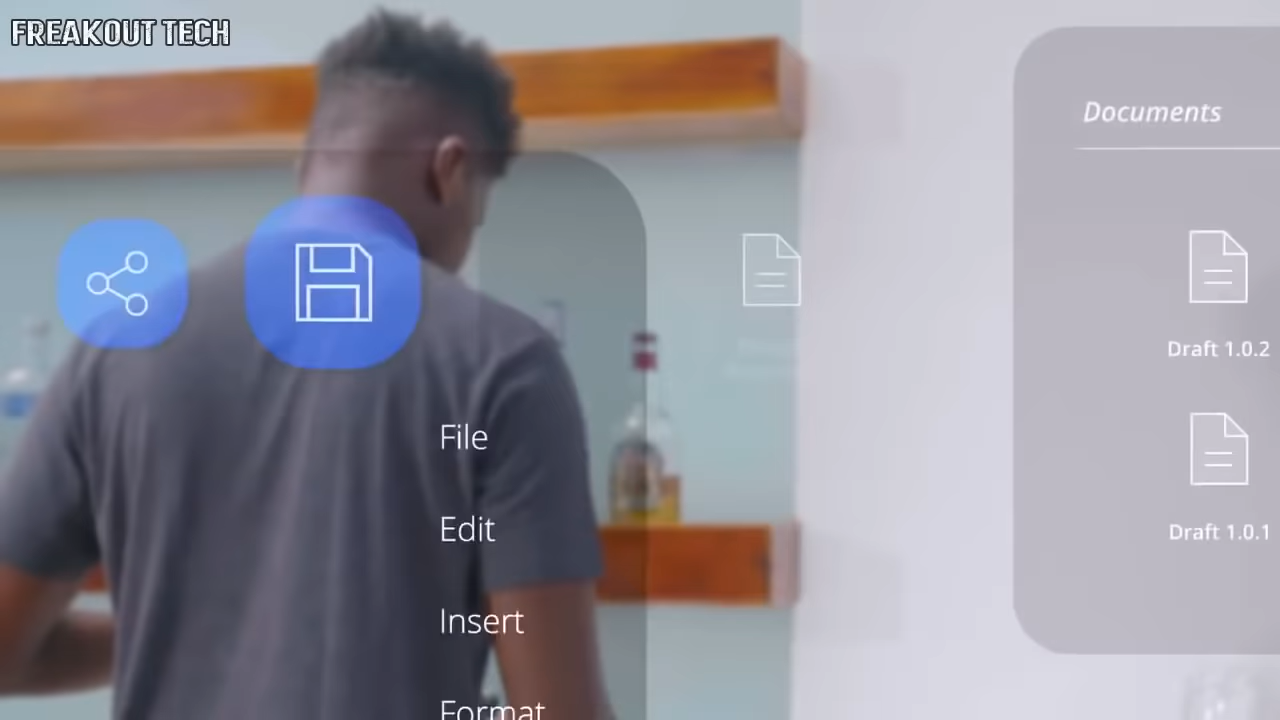 FREAKOUT TECH
Documents
Draft 1.0.2
Draft 1.0.1
File
Edit
Insert
Format